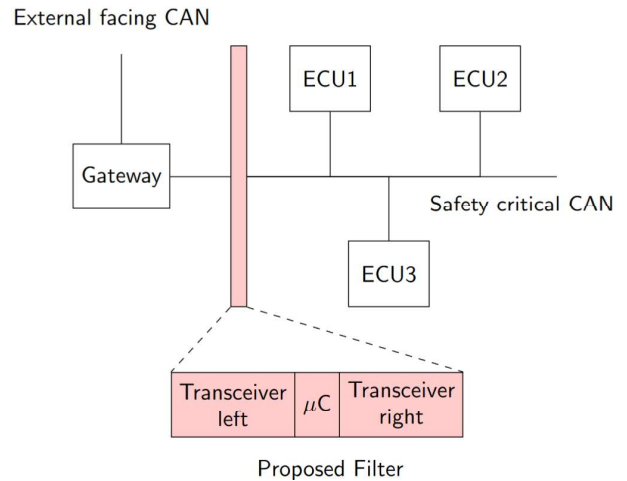 External facing CAN
ECU1
ECU2
Gateway
Safety critical CAN
ECU3
Transceiver
left
μC
Transceiver
right
Proposed Filter